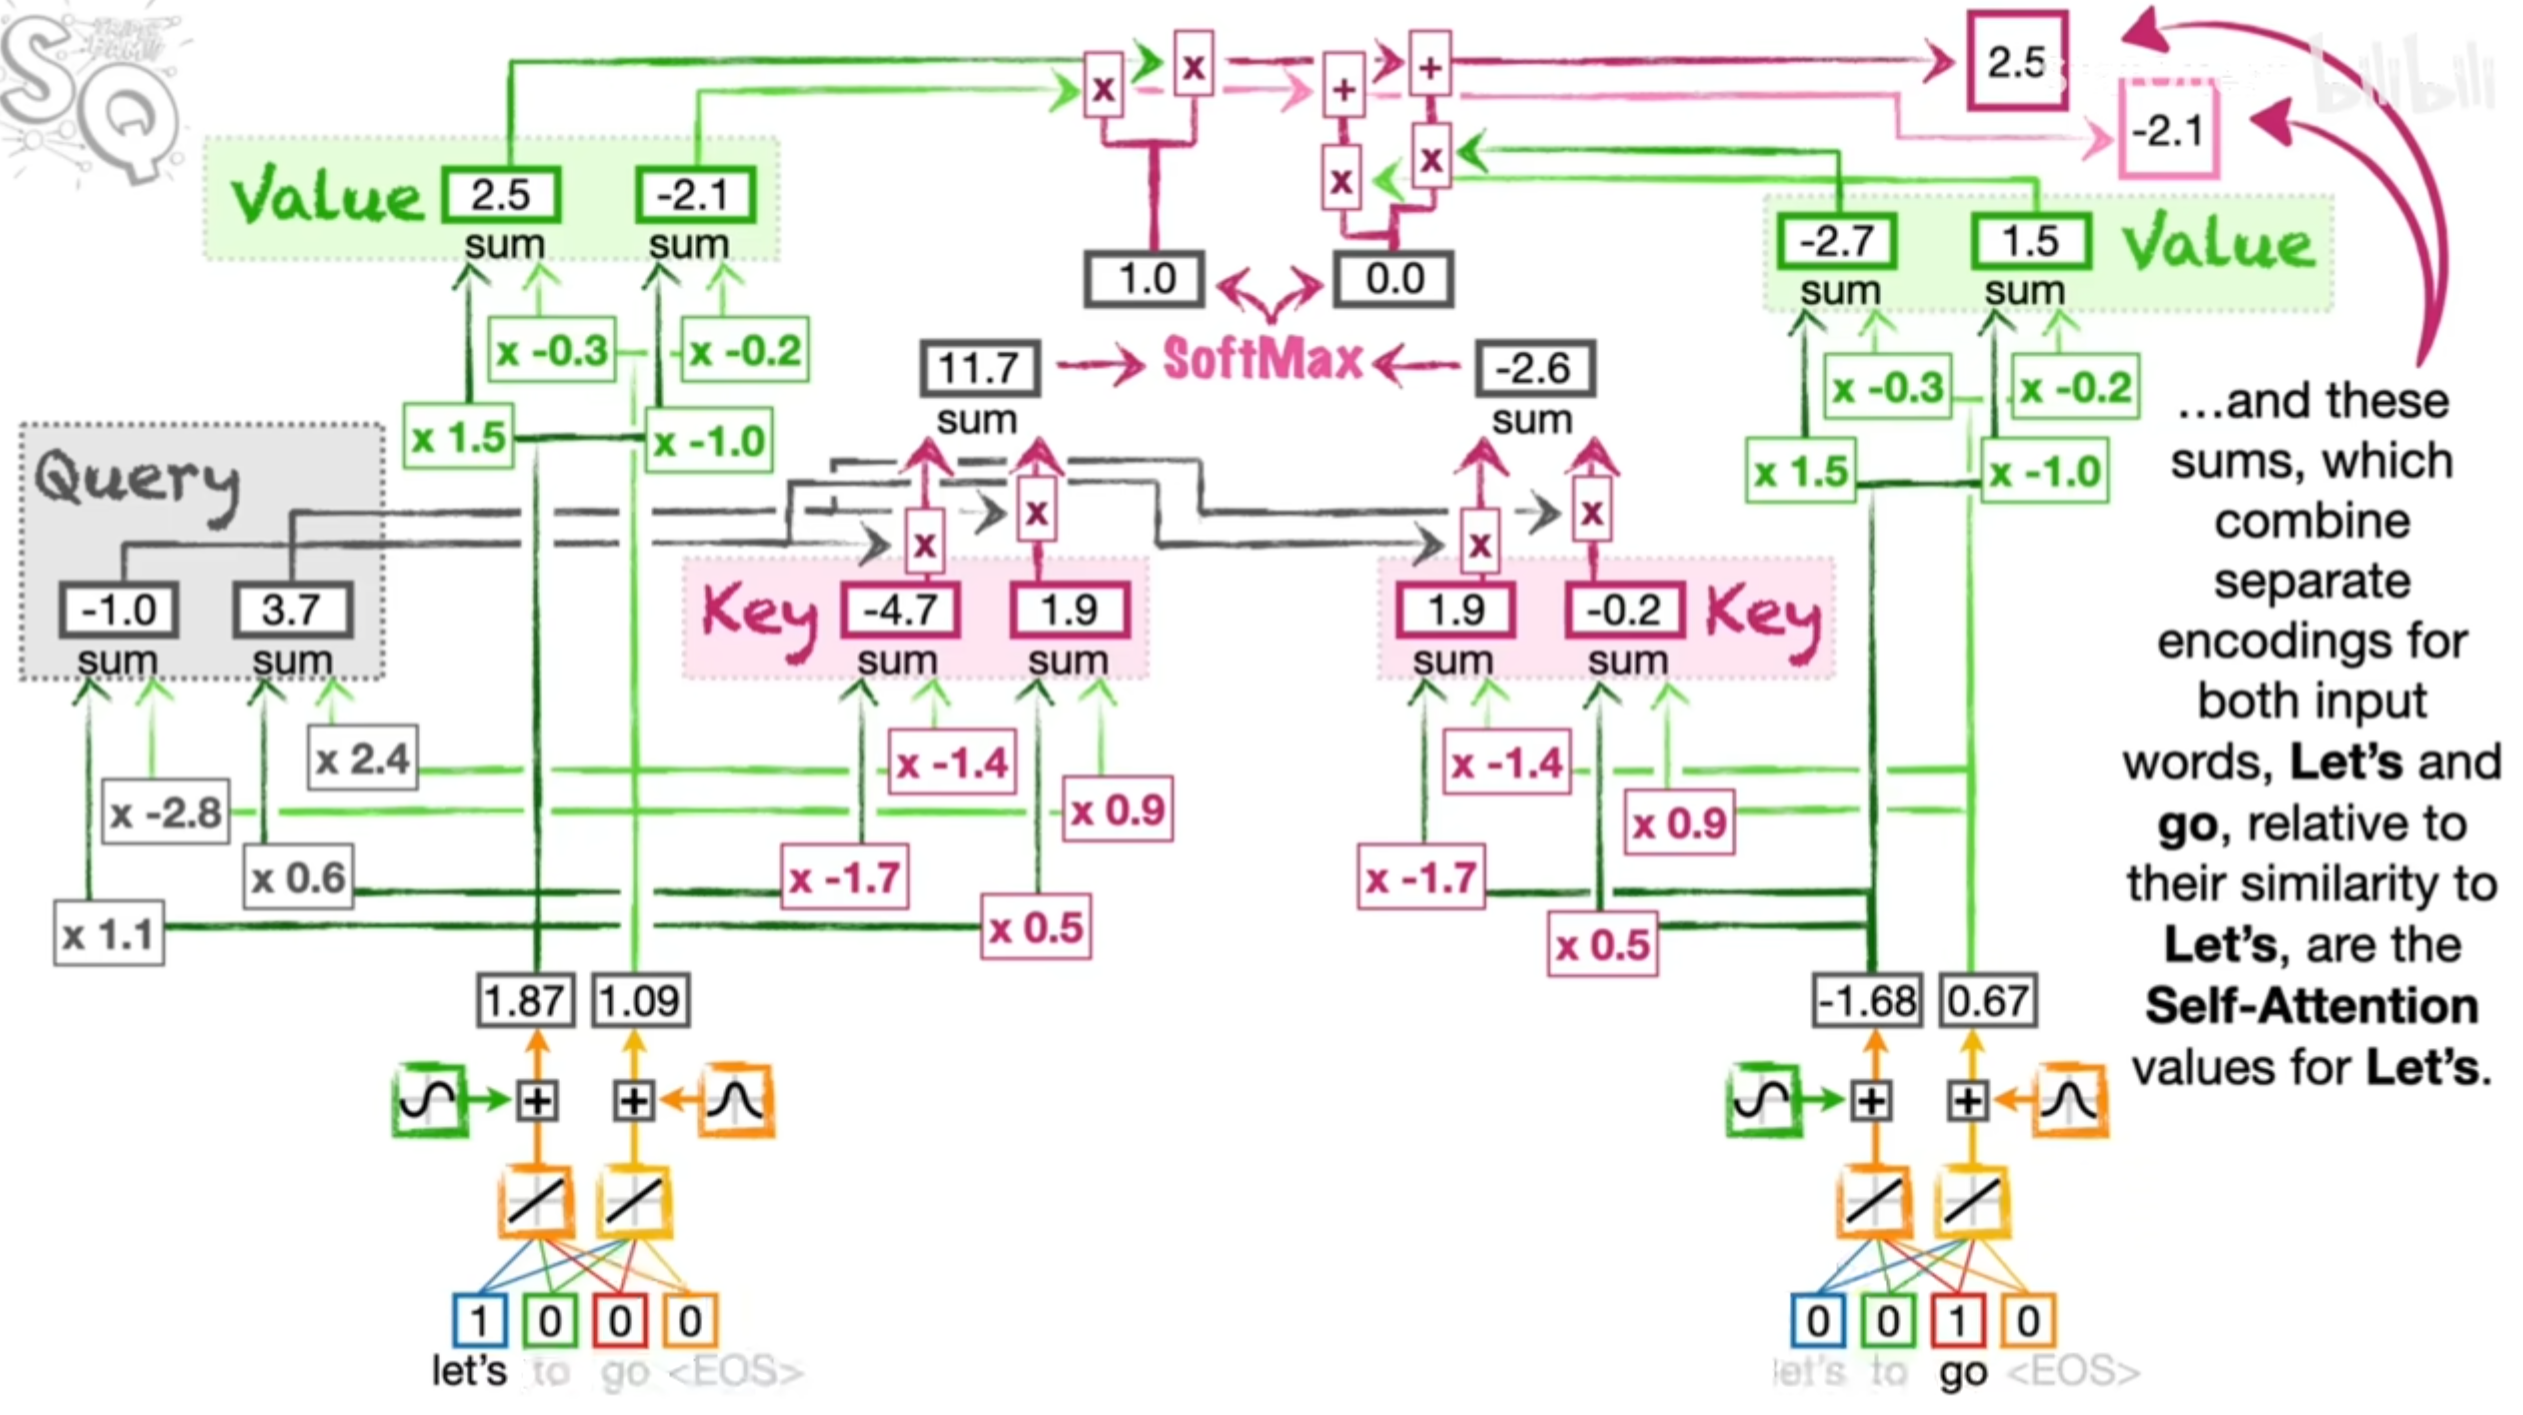 SQ
TRIPLE
BAM!!
bilibili
x
x
+
+
2.5
-2.1
Value
2.5
-2.1
sum
sum
x
x
-2.7
1.5
Value
sum
sum
1.0
0.0
x -0.3
x -0.2
11.7
SoftMax
-2.6
sum
sum
x -0.3
x -0.2
x 1.5
x -1.0
x 1.5
x -1.0
Query
-1.0
3.7
sum
sum
x
x
Key
-4.7
1.9
sum
sum
x
x
1.9
-0.2
Key
sum
sum
x 2.4
x -2.8
x 0.6
x 1.1
x -1.4
x 0.9
x -1.7
x 0.5
x -1.4
x 0.9
x -1.7
x 0.5
...and these
sums, which
combine
separate
encodings for
both input
words, Let's and
go, relative to
their similarity to
Let's, are the
Self-Attention
values for Let's.
1.87
1.09
-1.68
0.67
+
+
+
+
1 0 0 0
let's to go <EOS>
0 0 1 0
let's to go <EOS>